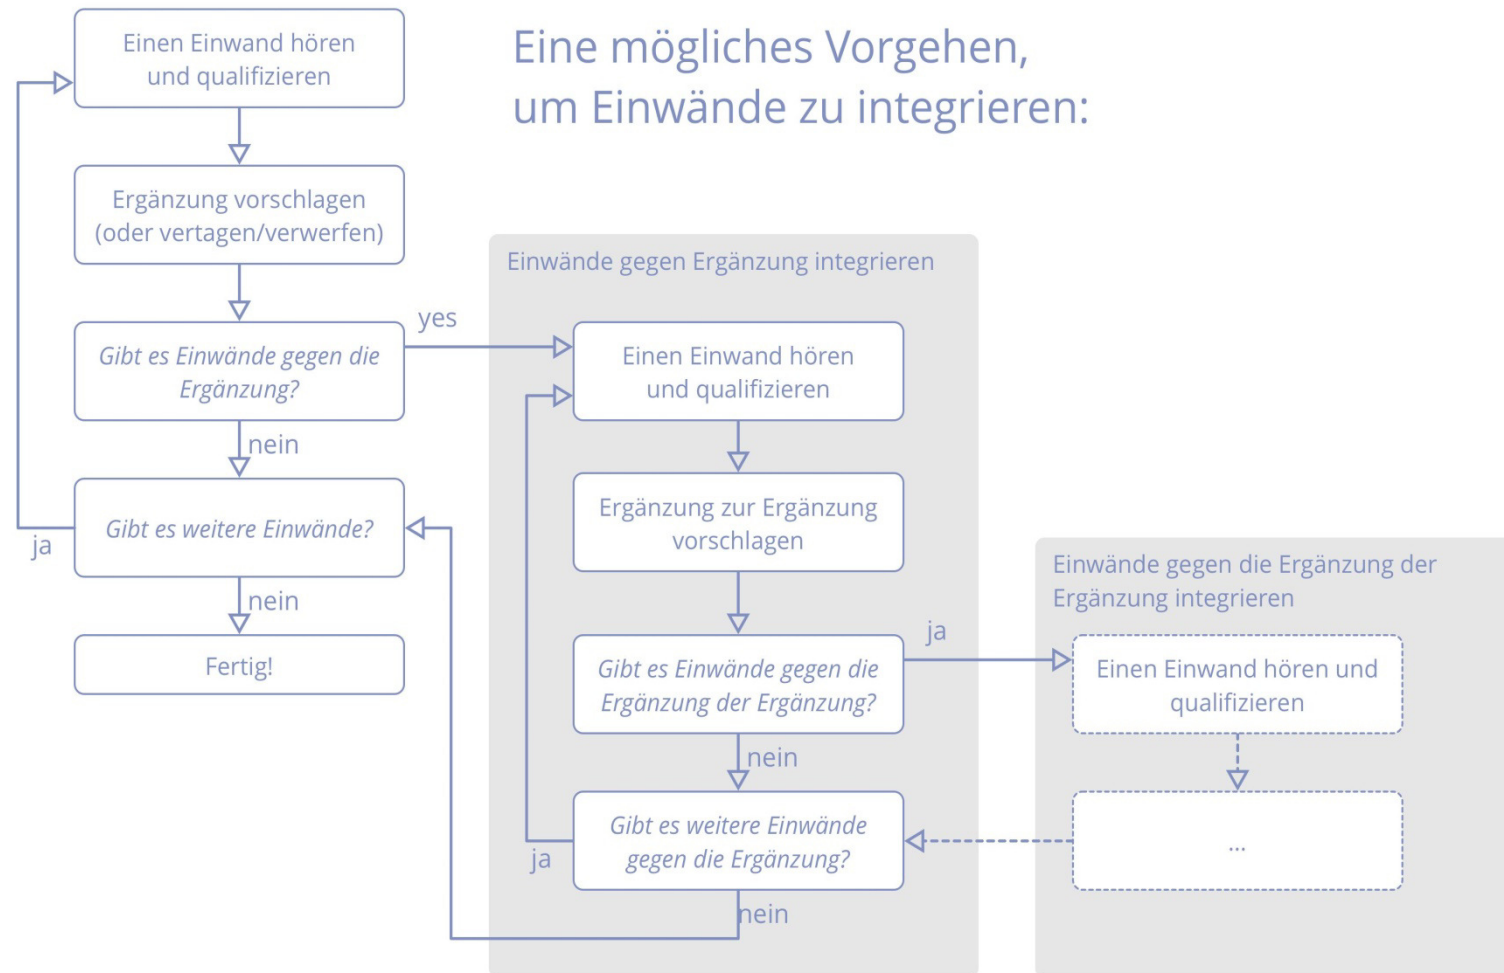 Eine mögliches Vorgehen,
um Einwände zu integrieren:
Einen Einwand hören
und qualifizieren
Ergänzung vorschlagen
(oder vertagen/verwerfen)
Gibt es Einwände gegen die
Ergänzung?
yes
nein
Gibt es weitere Einwände?
ja
nein
Fertig!
Einwände gegen Ergänzung integrieren
Einen Einwand hören
und qualifizieren
Ergänzung zur Ergänzung
vorschlagen
Gibt es Einwände gegen die
Ergänzung der Ergänzung?
ja
nein
Gibt es weitere Einwände
gegen die Ergänzung?
ja
nein
Einwände gegen die Ergänzung der
Ergänzung integrieren
Einen Einwand hören und
qualifizieren
...